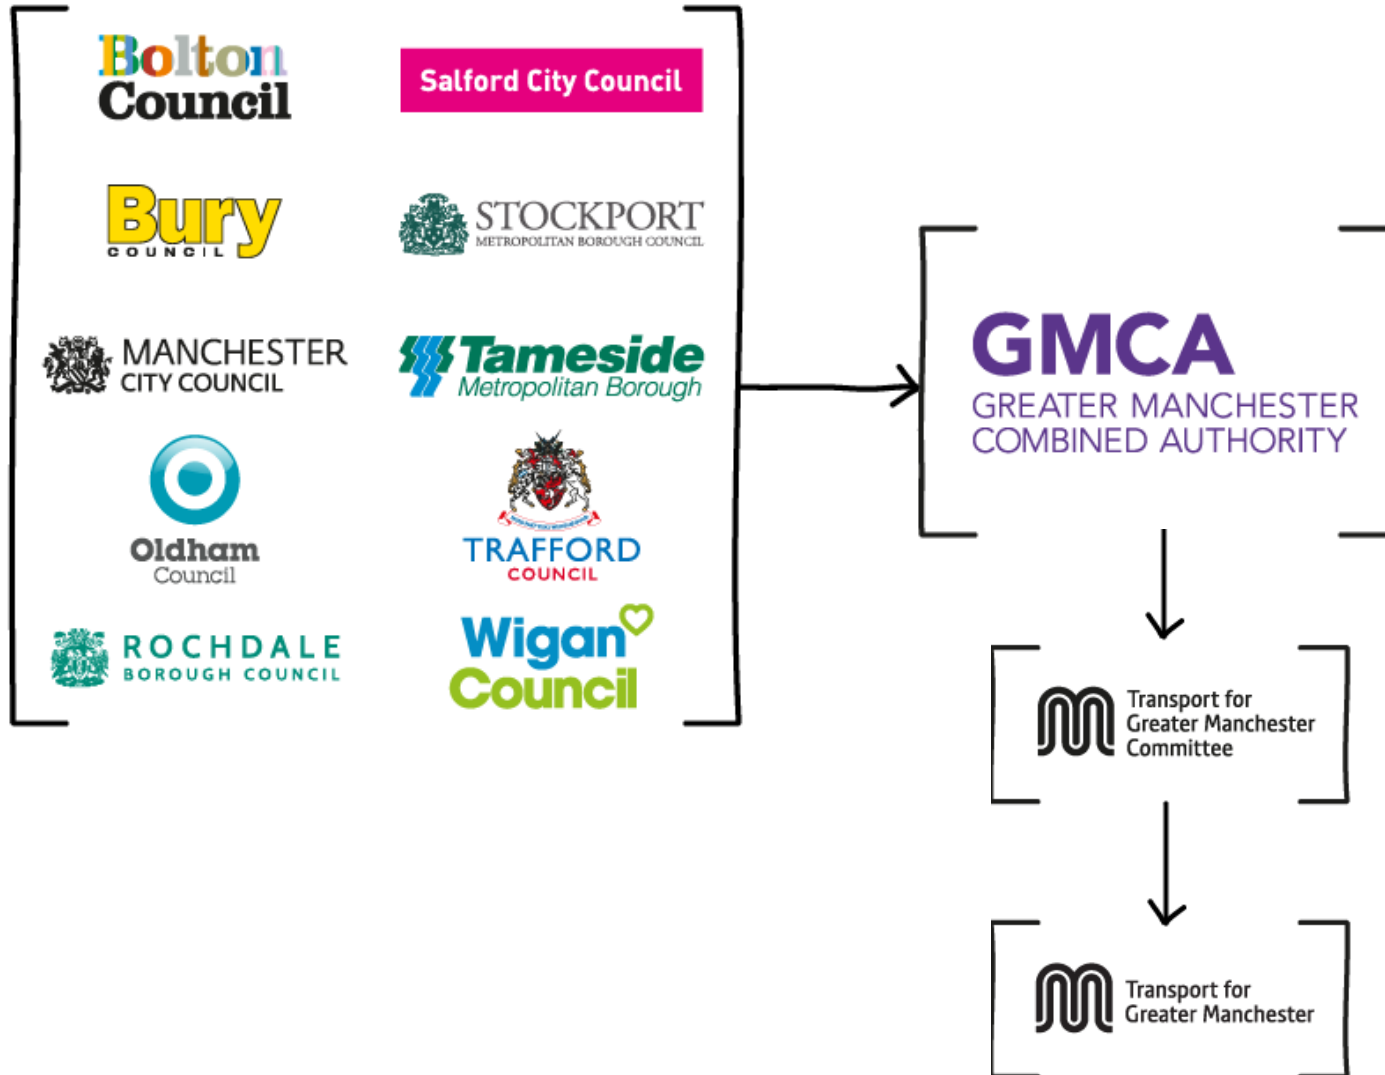 Bolton
Council
Salford City Council
Bury
COUNCIL
STOCKPORT
METROPOLITAN BOROUGH COUNCIL
MANCHESTER
CITY COUNCIL
Tameside
Metropolitan Borough
Oldham
Council
TRAFFORD
COUNCIL
ROCHDALE
BOROUGH COUNCIL
Wigan
Council
GMCA
GREATER MANCHESTER
COMBINED AUTHORITY
Transport for
Greater Manchester
Committee
Transport for
Greater Manchester